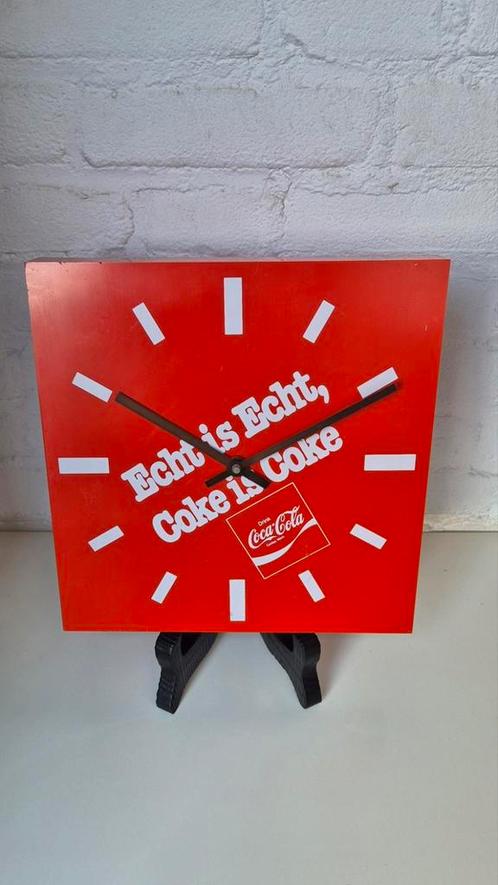 Echt is Echt,
Coke is Coke
Drink
Coca-Cola